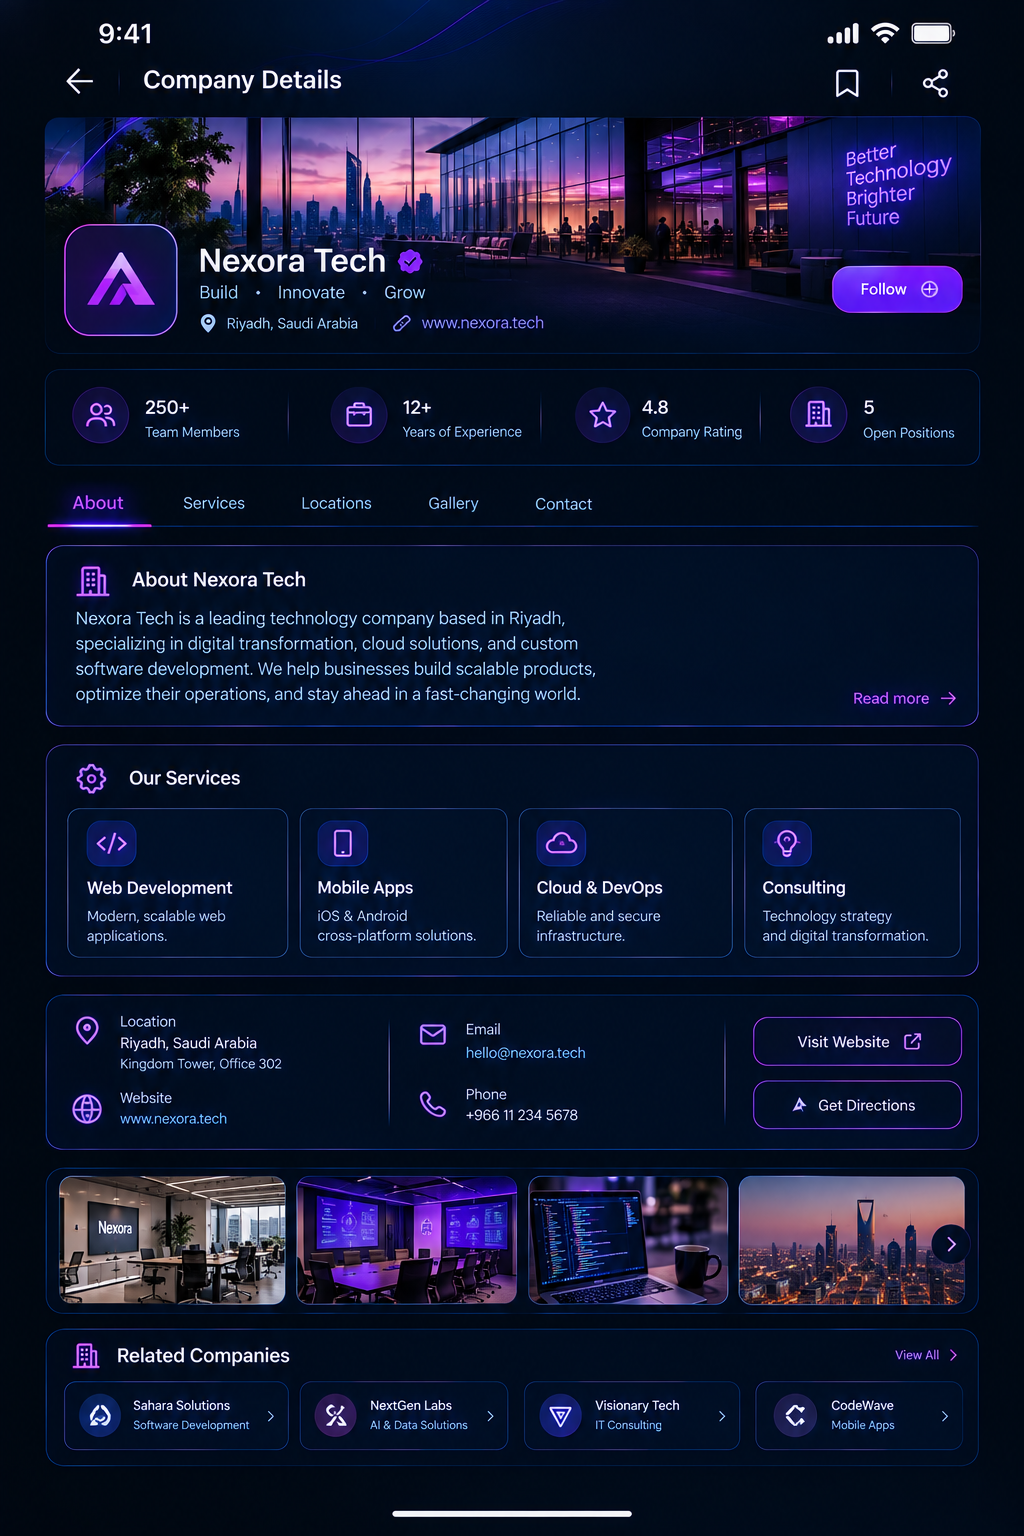 9:41
Company Details
Better
Technology
Brighter
Future
Nexora Tech
Build • Innovate • Grow
Riyadh, Saudi Arabia
www.nexora.tech
Follow
250+
Team Members
12+
Years of Experience
4.8
Company Rating
5
Open Positions
About
Services
Locations
Gallery
Contact
About Nexora Tech
Nexora Tech is a leading technology company based in Riyadh,
specializing in digital transformation, cloud solutions, and custom
software development. We help businesses build scalable products,
optimize their operations, and stay ahead in a fast-changing world.
Read more
Our Services
Web Development
Modern, scalable web
applications.
Mobile Apps
iOS & Android
cross-platform solutions.
Cloud & DevOps
Reliable and secure
infrastructure.
Consulting
Technology strategy
and digital transformation.
Location
Riyadh, Saudi Arabia
Kingdom Tower, Office 302
Website
www.nexora.tech
Email
hello@nexora.tech
Phone
+966 11 234 5678
Visit Website
Get Directions
Nexora
Related Companies
View All
Sahara Solutions
Software Development
NextGen Labs
AI & Data Solutions
Visionary Tech
IT Consulting
CodeWave
Mobile Apps